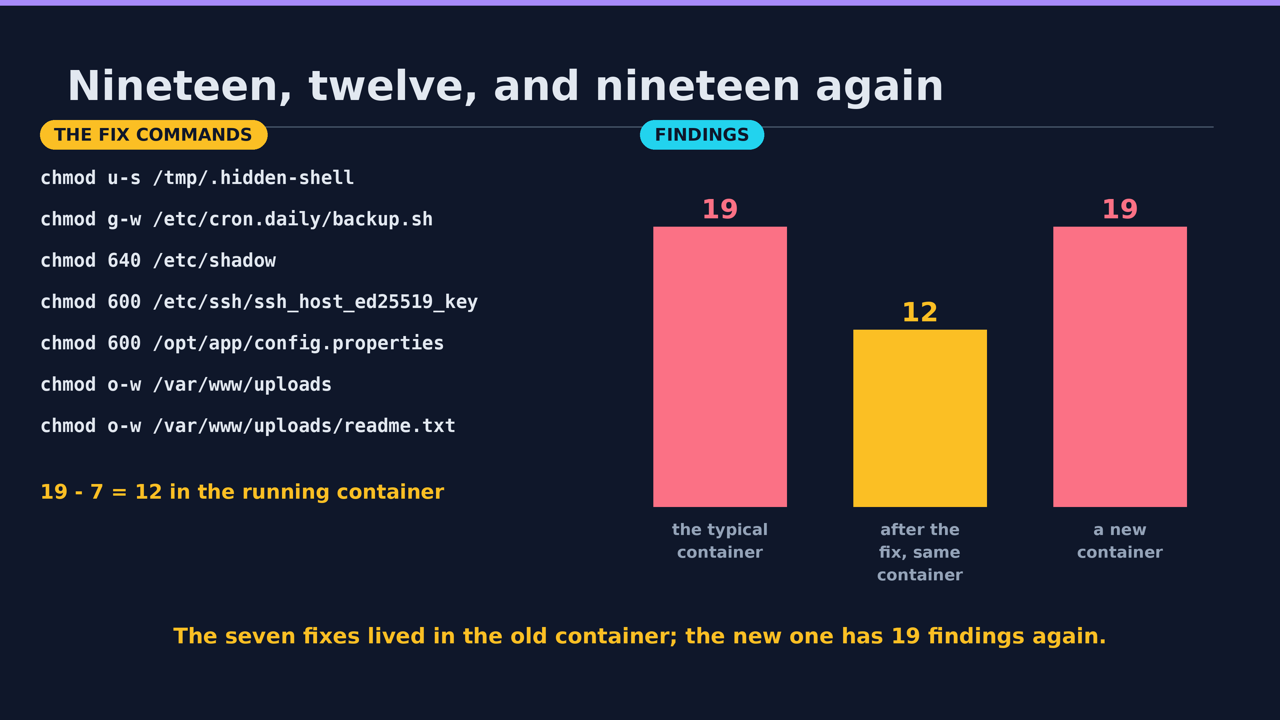 Nineteen, twelve, and nineteen again
THE FIX COMMANDS
chmod u-s /tmp/.hidden-shell
chmod g-w /etc/cron.daily/backup.sh
chmod 640 /etc/shadow
chmod 600 /etc/ssh/ssh_host_ed25519_key
chmod 600 /opt/app/config.properties
chmod o-w /var/www/uploads
chmod o-w /var/www/uploads/readme.txt
19 - 7 = 12 in the running container
FINDINGS
19
12
19
the typical
container
after the
fix, same
container
a new
container
The seven fixes lived in the old container; the new one has 19 findings again.